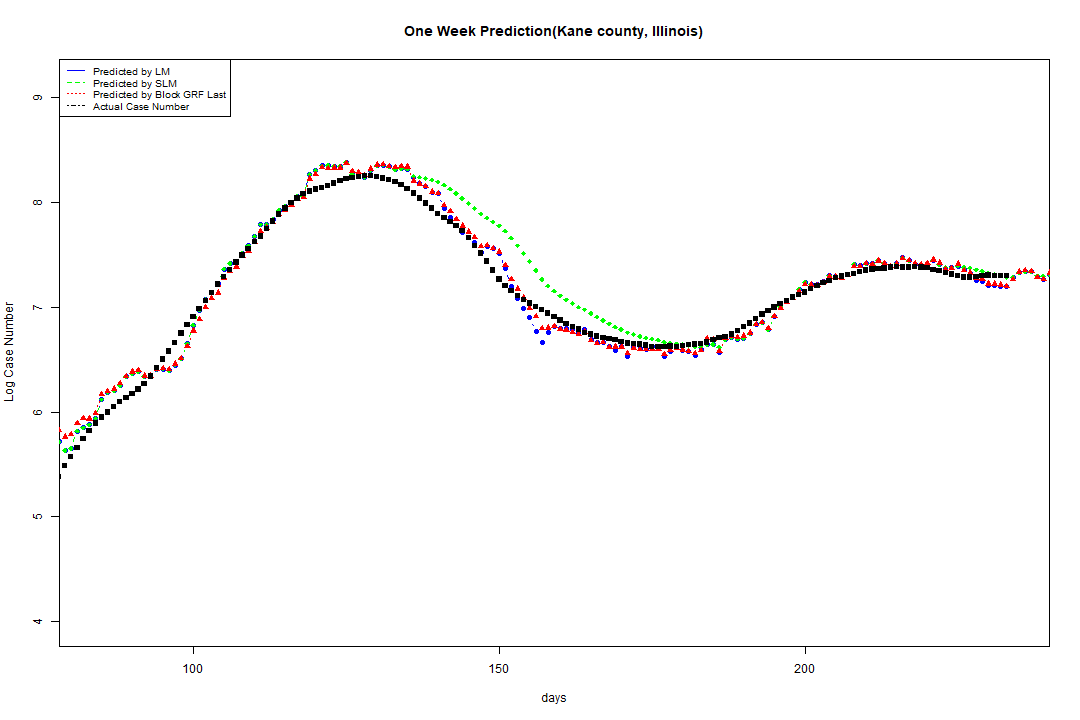 One Week Prediction(Kane county, Illinois)
Predicted by LM
Predicted by SLM
Predicted by Block GRF Last
Actual Case Number
9
8
7
6
5
4
Log Case Number
100 150 200
days